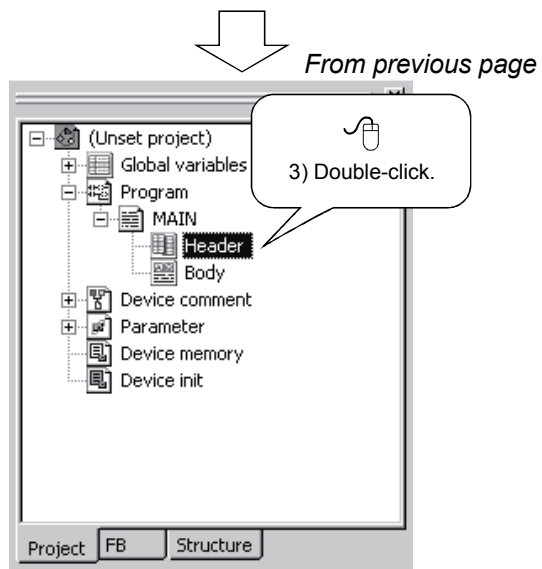 From previous page
3) Double-click.
(Unset project)
Global variables
Program
MAIN
Header
Body
Device comment
Parameter
Device memory
Device init
Project FB Structure